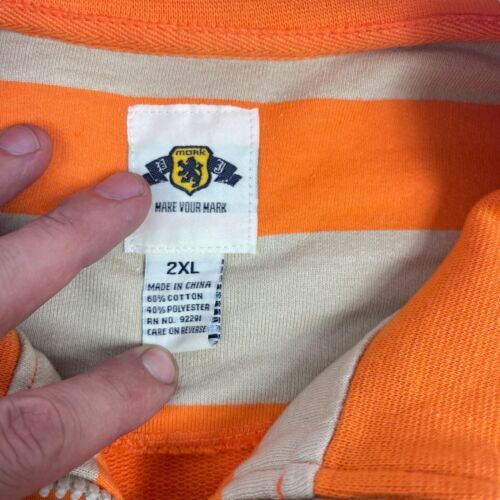 MARK
MAKE YOUR MARK
2XL
MADE IN CHINA
60% COTTON
40% POLYESTER
RN NO. 92291
CARE ON REVERSE